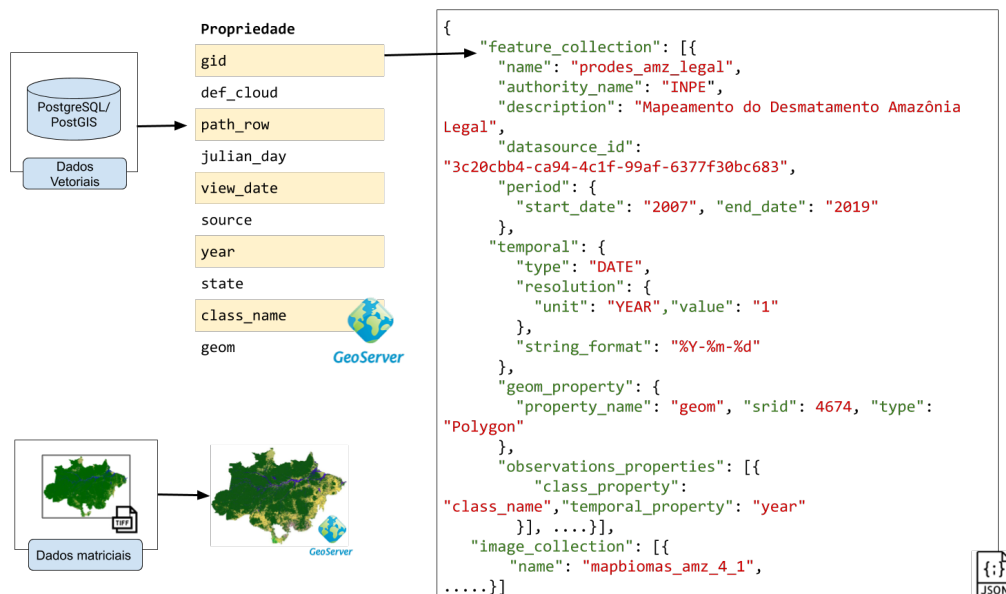 PostgreSQL/
PostGIS
Dados
Vetoriais
Propriedade
gid
def_cloud
path_row
julian_day
view_date
source
year
state
class_name
geom
GeoServer
TIFF
Dados matriciais
GeoServer
{
"feature_collection": [{
"name": "prodes_amz_legal",
"authority_name": "INPE",
"description": "Mapeamento do Desmatamento Amazônia
Legal",
"datasource_id":
"3c20cbb4-ca94-4c1f-99af-6377f30bc683",
"period": {
"start_date": "2007", "end_date": "2019"
},
"temporal": {
"type": "DATE",
"resolution": {
"unit": "YEAR","value": "1"
},
"string_format": "%Y-%m-%d"
},
"geom_property": {
"property_name": "geom", "srid": 4674, "type":
"Polygon"
},
"observations_properties": [{
"class_property":
"class_name","temporal_property": "year"
}], ....}],
"image_collection": [{
"name": "mapbiomas_amz_4_1",
.....}]
{;}
JSON